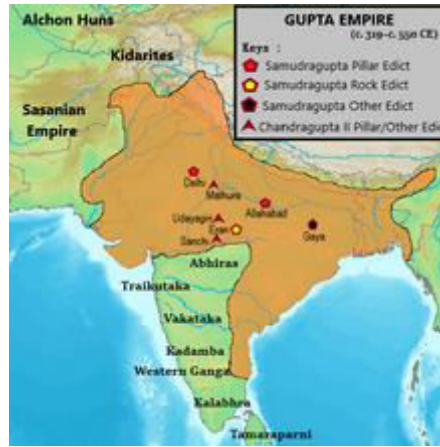 Alchon Huns
Kidarites
Sasanian
Empire
GUPTA EMPIRE
(c. 319–c. 550 CE)
Keys :
Samudragupta Pillar Edict
Samudragupta Rock Edict
Samudragupta Other Edict
Chandragupta II Pillar/Other Edi
Delhi
Mathura
Allahabad
Udayagiri
Eran
Gaya
Sanchi
Abhiras
Traikutaka
Vakataka
Kadamba
Western Ganga
Kalabhra
Tamaraparni